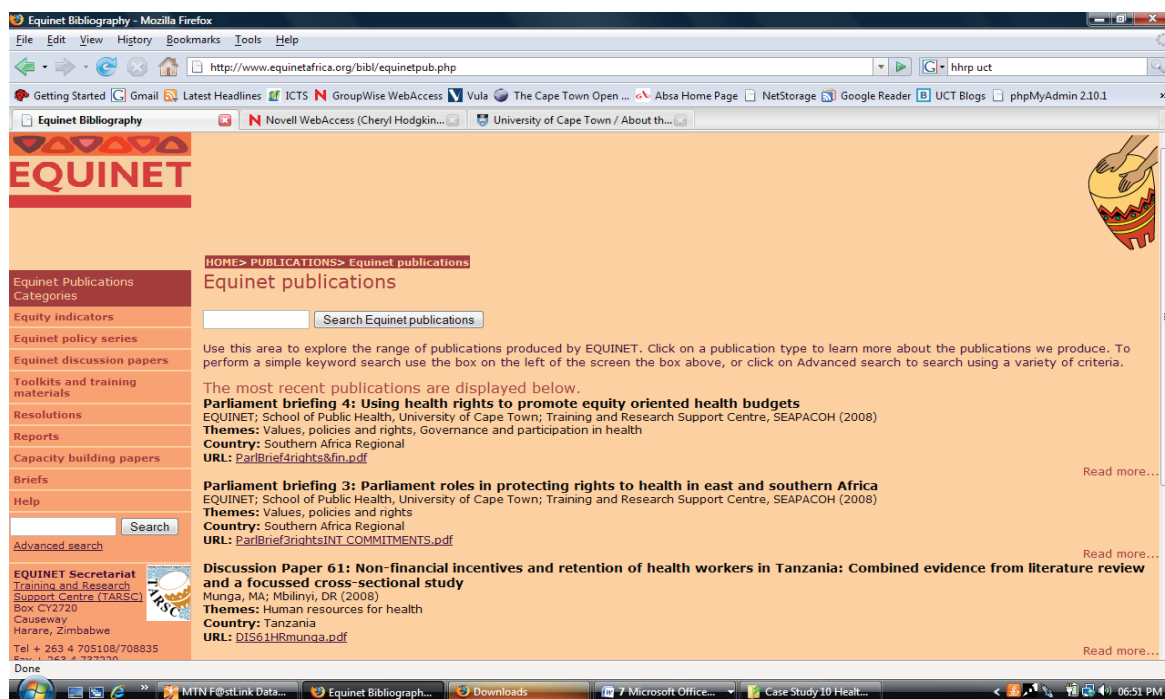 Equinet Bibliography - Mozilla Firefox
File Edit View History Bookmarks Tools Help
http://www.equinetafrica.org/bibl/equinetpub.php
hhrp uct
Getting Started Gmail Latest Headlines ICTS GroupWise WebAccess Vula The Cape Town Open ... Absa Home Page NetStorage Google Reader UCT Blogs phpMyAdmin 2.10.1 »
Equinet Bibliography Novell WebAccess (Cheryl Hodgkin... University of Cape Town / About th...
EQUINET
HOME> PUBLICATIONS> Equinet publications
Equinet publications
Search Equinet publications
Use this area to explore the range of publications produced by EQUINET. Click on a publication type to learn more about the publications we produce. To
perform a simple keyword search use the box on the left of the screen the box above, or click on Advanced search to search using a variety of criteria.
The most recent publications are displayed below.
Parliament briefing 4: Using health rights to promote equity oriented health budgets
EQUINET; School of Public Health, University of Cape Town; Training and Research Support Centre, SEAPACOH (2008)
Themes: Values, policies and rights, Governance and participation in health
Country: Southern Africa Regional
URL: ParlBrief4rights&fin.pdf
Read more...
Parliament briefing 3: Parliament roles in protecting rights to health in east and southern Africa
EQUINET; School of Public Health, University of Cape Town; Training and Research Support Centre, SEAPACOH (2008)
Themes: Values, policies and rights
Country: Southern Africa Regional
URL: ParlBrief3rightsINT COMMITMENTS.pdf
Read more...
Discussion Paper 61: Non-financial incentives and retention of health workers in Tanzania: Combined evidence from literature review
and a focussed cross-sectional study
Munga, MA; Mbilinyi, DR (2008)
Themes: Human resources for health
Country: Tanzania
URL: DIS61HRmunga.pdf
Read more...
Equinet Publications
Categories
Equity indicators
Equinet policy series
Equinet discussion papers
Toolkits and training
materials
Resolutions
Reports
Capacity building papers
Briefs
Help
Search
Advanced search
EQUINET Secretariat
Training and Research
Support Centre (TARSC)
Box CY2720
Causeway
Harare, Zimbabwe
Tel + 263 4 705108/708835
TARSC
Done
MTN F@stLink Data... Equinet Bibliograph... Downloads 7 Microsoft Office... Case Study 10 Healt... 06:51 PM